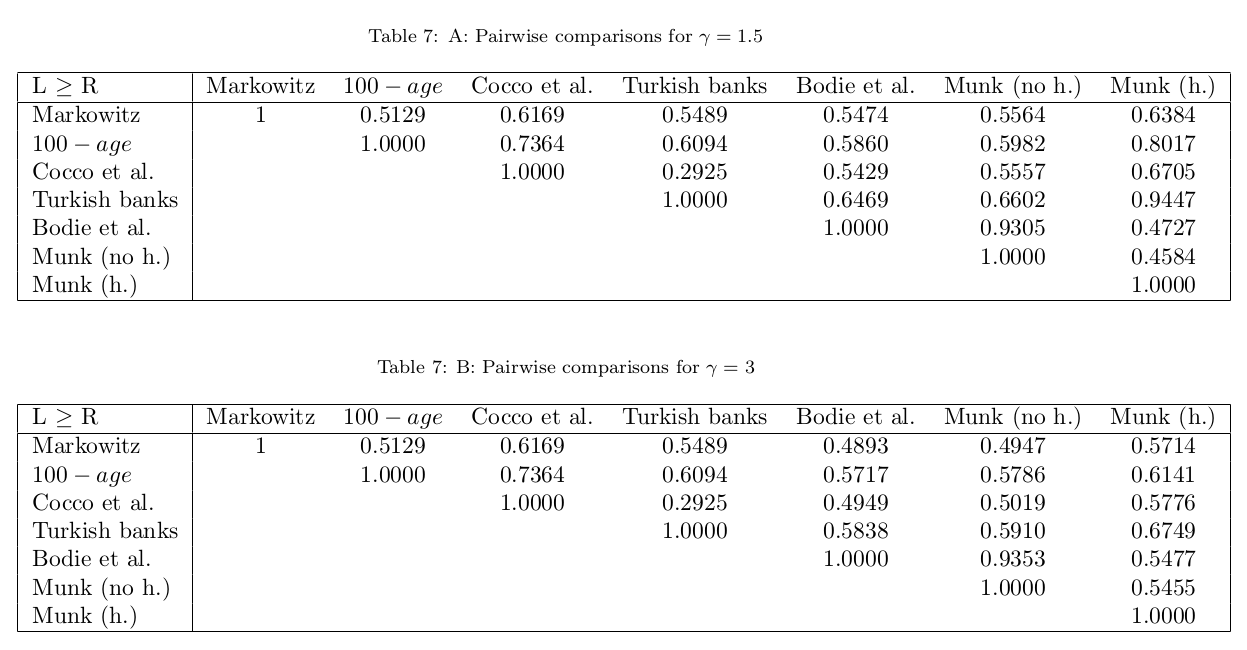 Table 7: A: Pairwise comparisons for γ = 1.5
L ≥ R Markowitz 100 − age Cocco et al. Turkish banks Bodie et al. Munk (no h.) Munk (h.)
Markowitz 1 0.5129 0.6169 0.5489 0.5474 0.5564 0.6384
100 − age 1.0000 0.7364 0.6094 0.5860 0.5982 0.8017
Cocco et al. 1.0000 0.2925 0.5429 0.5557 0.6705
Turkish banks 1.0000 0.6469 0.6602 0.9447
Bodie et al. 1.0000 0.9305 0.4727
Munk (no h.) 1.0000 0.4584
Munk (h.) 1.0000
Table 7: B: Pairwise comparisons for γ = 3
L ≥ R Markowitz 100 − age Cocco et al. Turkish banks Bodie et al. Munk (no h.) Munk (h.)
Markowitz 1 0.5129 0.6169 0.5489 0.4893 0.4947 0.5714
100 − age 1.0000 0.7364 0.6094 0.5717 0.5786 0.6141
Cocco et al. 1.0000 0.2925 0.4949 0.5019 0.5776
Turkish banks 1.0000 0.5838 0.5910 0.6749
Bodie et al. 1.0000 0.9353 0.5477
Munk (no h.) 1.0000 0.5455
Munk (h.) 1.0000